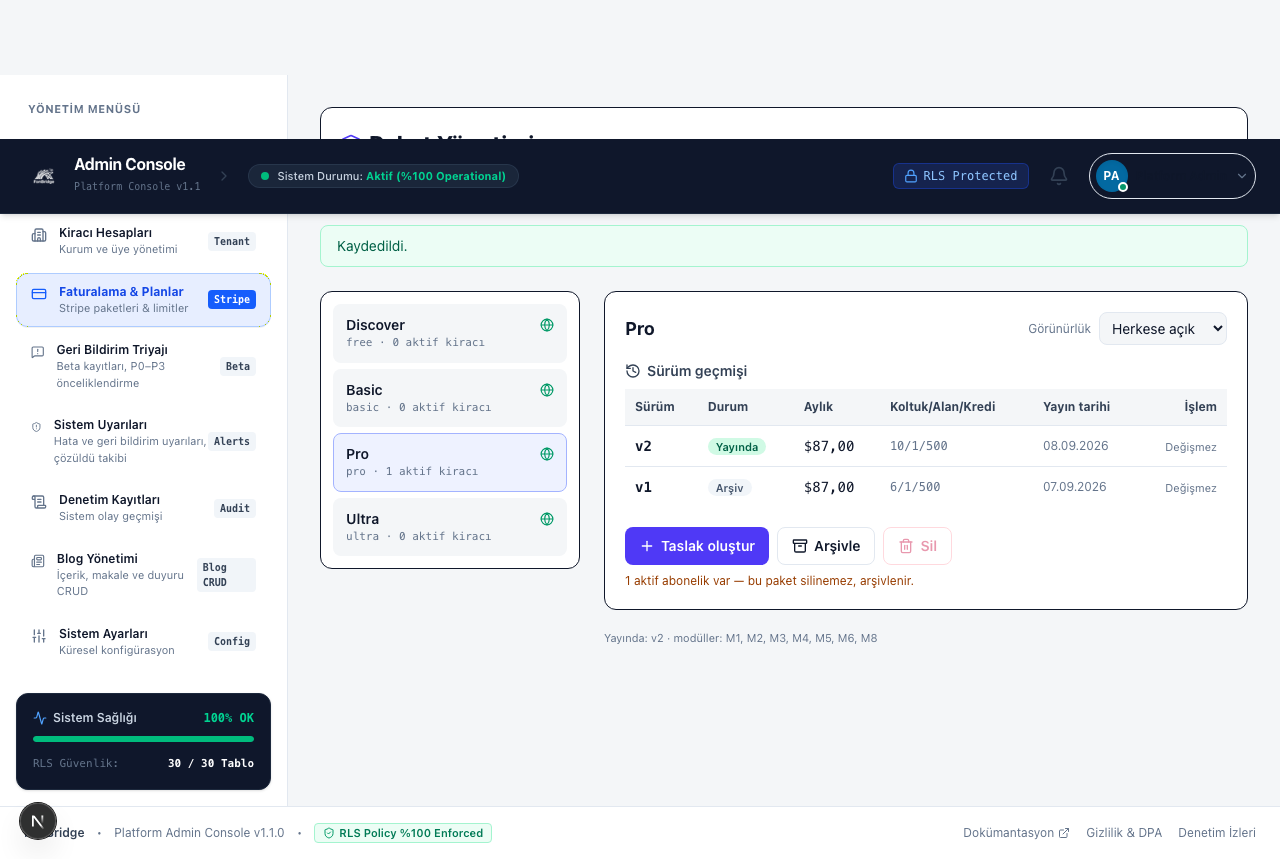 YÖNETİM MENÜSÜ
Admin Console
Platform Console v1.1
Sistem Durumu: Aktif (%100 Operational)
RLS Protected
PA
Kiracı Hesapları
Kurum ve üye yönetimi
Tenant
Faturalama & Planlar
Stripe paketleri & limitler
Stripe
Geri Bildirim Triyajı
Beta kayıtları, P0–P3
önceliklendirme
Beta
Sistem Uyarıları
Hata ve geri bildirim uyarıları,
çözüldü takibi
Alerts
Denetim Kayıtları
Sistem olay geçmişi
Audit
Blog Yönetimi
İçerik, makale ve duyuru
CRUD
Blog
CRUD
Sistem Ayarları
Küresel konfigürasyon
Config
Sistem Sağlığı
100% OK
RLS Güvenlik:
30 / 30 Tablo
Kaydedildi.
Discover
free · 0 aktif kiracı
Basic
basic · 0 aktif kiracı
Pro
pro · 1 aktif kiracı
Ultra
ultra · 0 aktif kiracı
Pro
Görünürlük
Herkese açık
Sürüm geçmişi
Sürüm Durum Aylık Koltuk/Alan/Kredi Yayın tarihi İşlem
v2 Yayında $87,00 10/1/500 08.09.2026 Değişmez
v1 Arşiv $87,00 6/1/500 07.09.2026 Değişmez
Taslak oluştur
Arşivle
Sil
1 aktif abonelik var — bu paket silinemez, arşivlenir.
Yayında: v2 · modüller: M1, M2, M3, M4, M5, M6, M8
N
ridge
• Platform Admin Console v1.1.0 •
RLS Policy %100 Enforced
Dokümantasyon
Gizlilik & DPA
Denetim İzleri